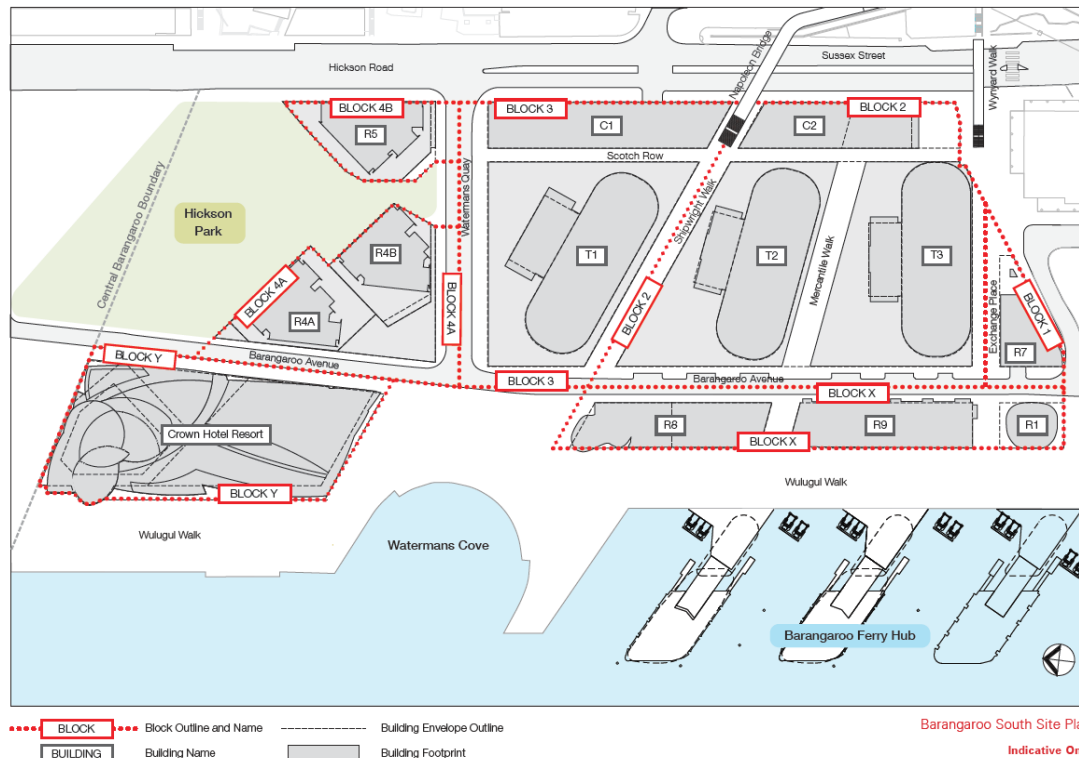 Hickson Road
Sussex Street
Napoleon Bridge
Wynyard Walk
BLOCK 4B
R5
BLOCK 3
C1
C2
BLOCK 2
Scotch Row
Central Barangaroo Boundary
Hickson
Park
Watermans Quay
Shipwright Walk
R4B
T1
T2
Mercantile Walk
T3
BLOCK 4A
R4A
BLOCK 4A
BLOCK 2
Exchange Place
BLOCK 1
R7
BLOCK Y
Barangaroo Avenue
BLOCK 3
Barangaroo Avenue
BLOCK X
Crown Hotel Resort
R8
R9
R1
BLOCK X
BLOCK Y
Wulugul Walk
Wulugul Walk
Watermans Cove
Barangaroo Ferry Hub
BLOCK Block Outline and Name
Building Envelope Outline
BUILDING Building Name
Building Footprint
Barangaroo South Site Pla
Indicative On